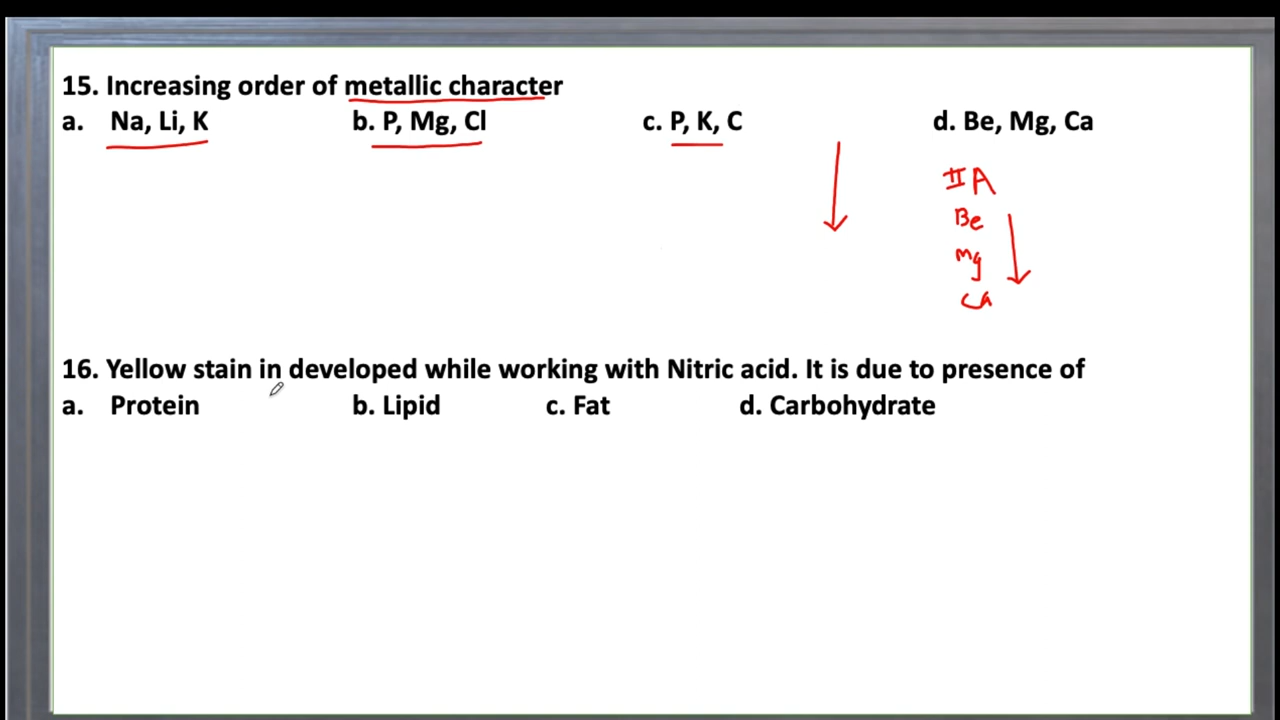 15. Increasing order of metallic character
a. Na, Li, K b. P, Mg, Cl c. P, K, C d. Be, Mg, Ca
IIA
Be
Mg
Ca
16. Yellow stain in developed while working with Nitric acid. It is due to presence of
a. Protein b. Lipid c. Fat d. Carbohydrate